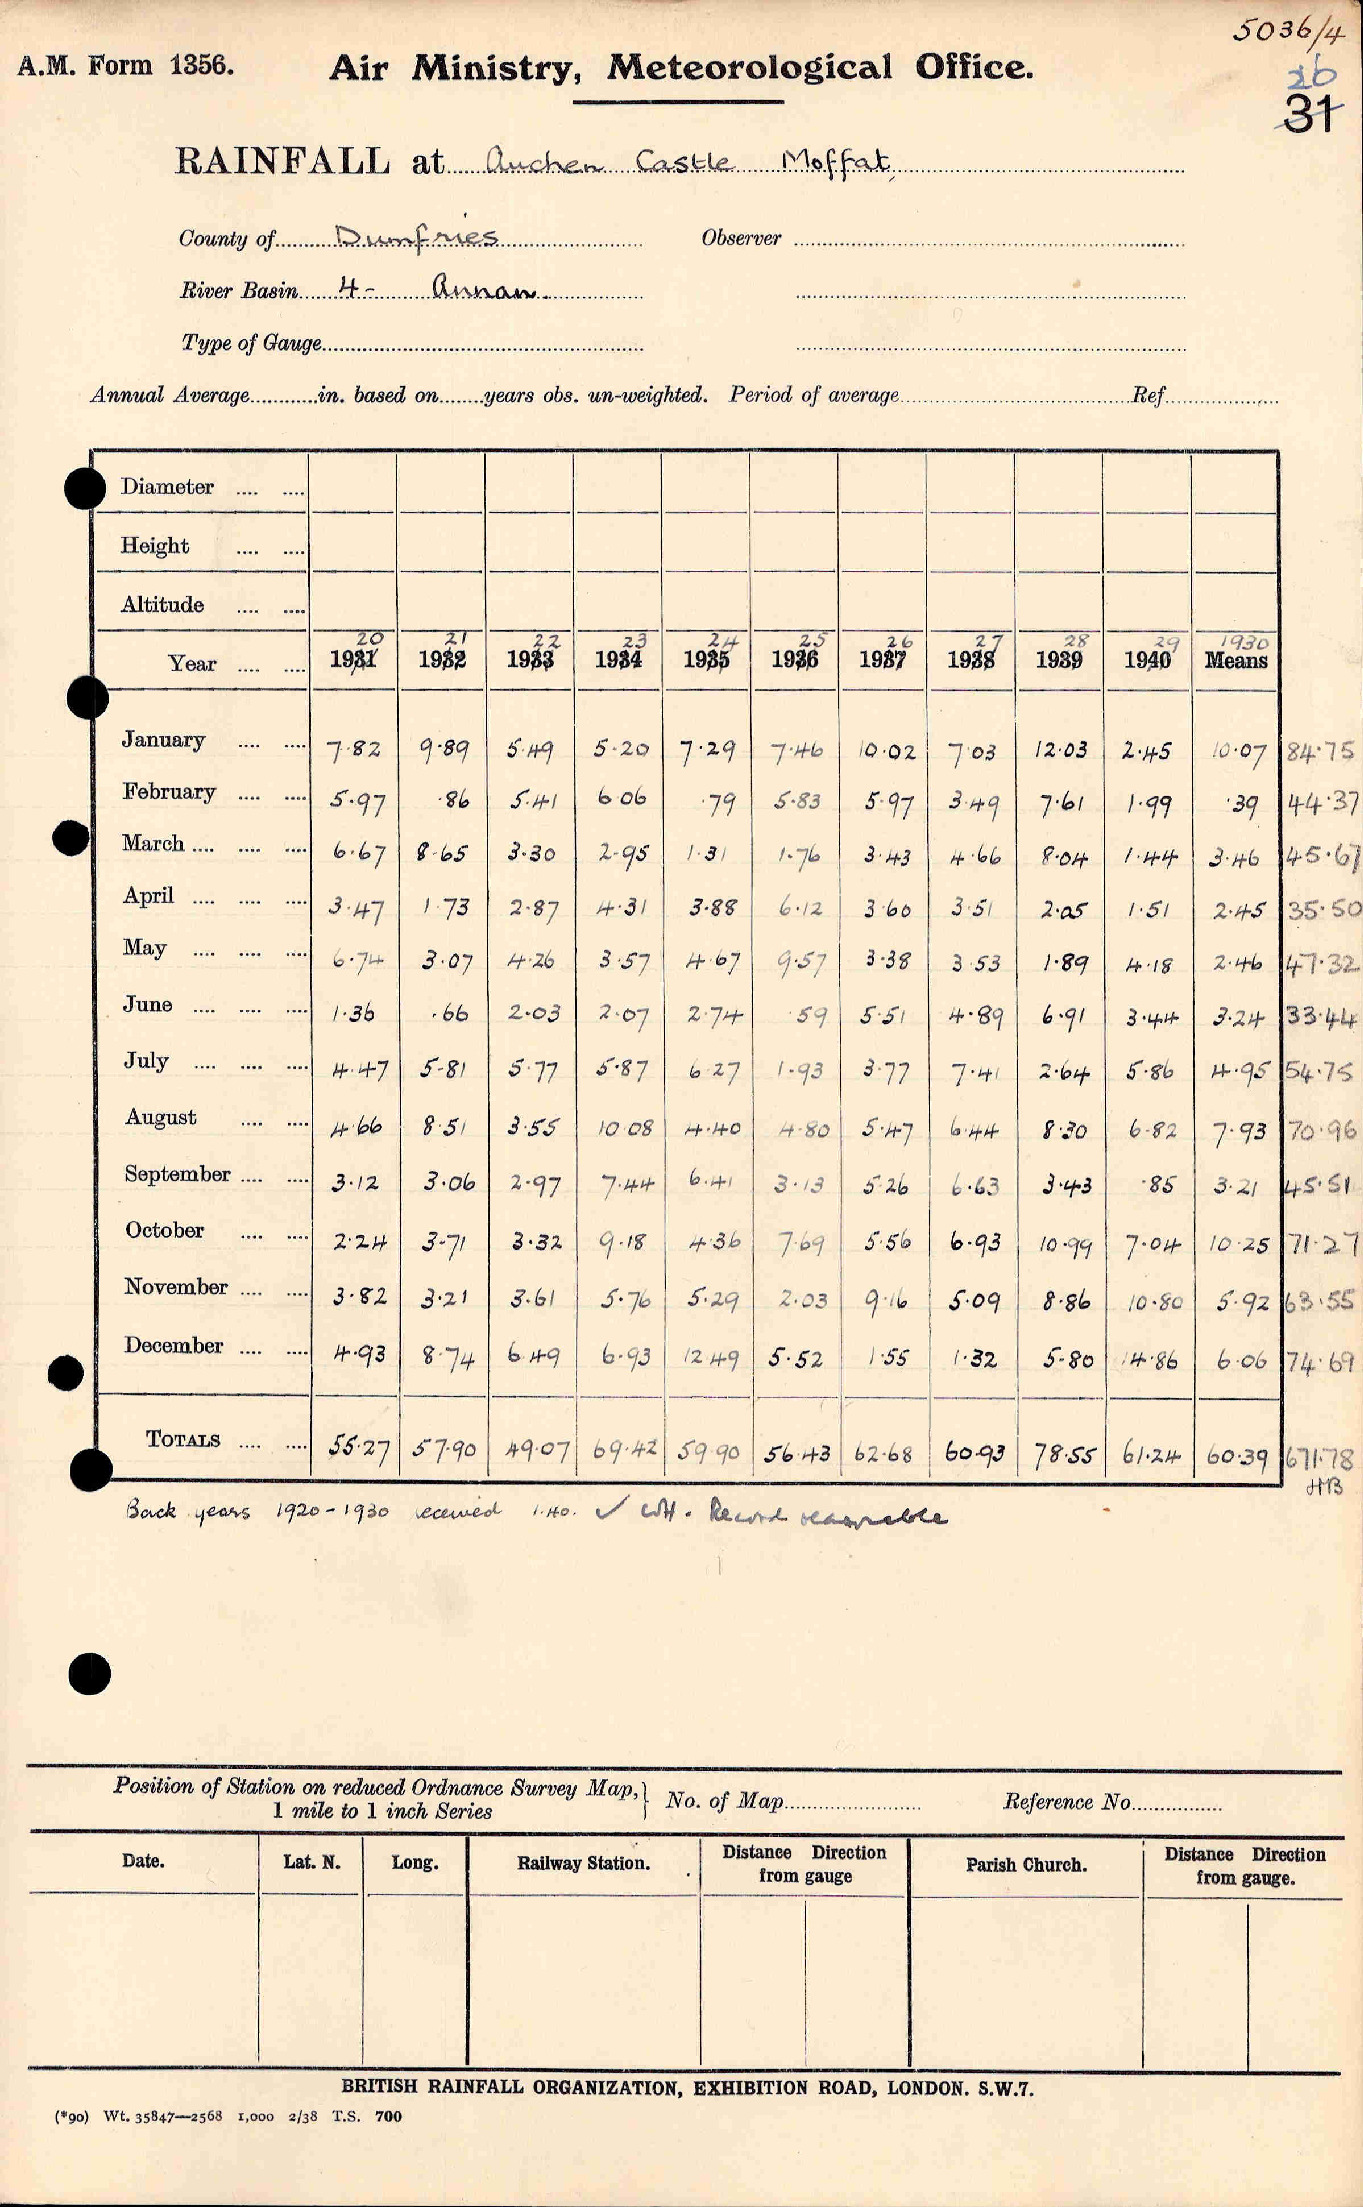 5036/4
A.M. Form 1356. Air Ministry, Meteorological Office.
26
31
RAINFALL at Auchen Castle Moffat
County of Dumfries Observer
River Basin 4- Annan
Type of Gauge
Annual Average in. based on years obs. un-weighted. Period of average Ref
Diameter .... ....
Height .... ....
Altitude .... ....
20 21 22 23 24 25 26 27 28 29 1930
Year .... .... 1931 1932 1933 1934 1935 1936 1937 1938 1939 1940 Means
January .... .... 7.82 9.89 5.49 5.20 7.29 7.46 10.02 7.03 12.03 2.45 10.07 84.75
February .... .... 5.97 .86 5.41 6.06 .79 5.83 5.97 3.49 7.61 1.99 .39 44.37
March .... .... .... 6.67 8.65 3.30 2.95 1.31 1.76 3.43 4.66 8.04 1.44 3.46 45.67
April .... .... .... 3.47 1.73 2.87 4.31 3.88 6.12 3.60 3.51 2.05 1.51 2.45 35.50
May .... .... .... 6.74 3.07 4.26 3.57 4.67 9.57 3.38 3.53 1.89 4.18 2.46 47.32
June .... .... .... 1.36 .66 2.03 2.07 2.74 .59 5.51 4.89 6.91 3.44 3.24 33.44
July .... .... .... 4.47 5.81 5.77 5.87 6.27 1.93 3.77 7.41 2.64 5.86 4.95 54.75
August .... .... 4.66 8.51 3.55 10.08 4.40 4.80 5.47 6.44 8.30 6.82 7.93 70.96
September .... .... 3.12 3.06 2.97 7.44 6.41 3.13 5.26 6.63 3.43 .85 3.21 45.51
October .... .... 2.24 3.71 3.32 9.18 4.36 7.69 5.56 6.93 10.99 7.04 10.25 71.27
November .... .... 3.82 3.21 3.61 5.76 5.29 2.03 9.16 5.09 8.86 10.80 5.92 63.55
December .... .... 4.93 8.74 6.49 6.93 12.49 5.52 1.55 1.32 5.80 14.86 6.06 74.69
TOTALS .... .... 55.27 57.90 49.07 69.42 59.90 56.43 62.68 60.93 78.55 61.24 60.39 671.78
HB
Back years 1920-1930 received 1.40. ✓ Record reasonable
Position of Station on reduced Ordnance Survey Map, No. of Map Reference No.
1 mile to 1 inch Series
Date. Lat. N. Long. Railway Station. Distance Direction from gauge Parish Church. Distance Direction from gauge.
BRITISH RAINFALL ORGANIZATION, EXHIBITION ROAD, LONDON. S.W.7.
(*90) Wt. 35847—2568 1,000 2/38 T.S. 700